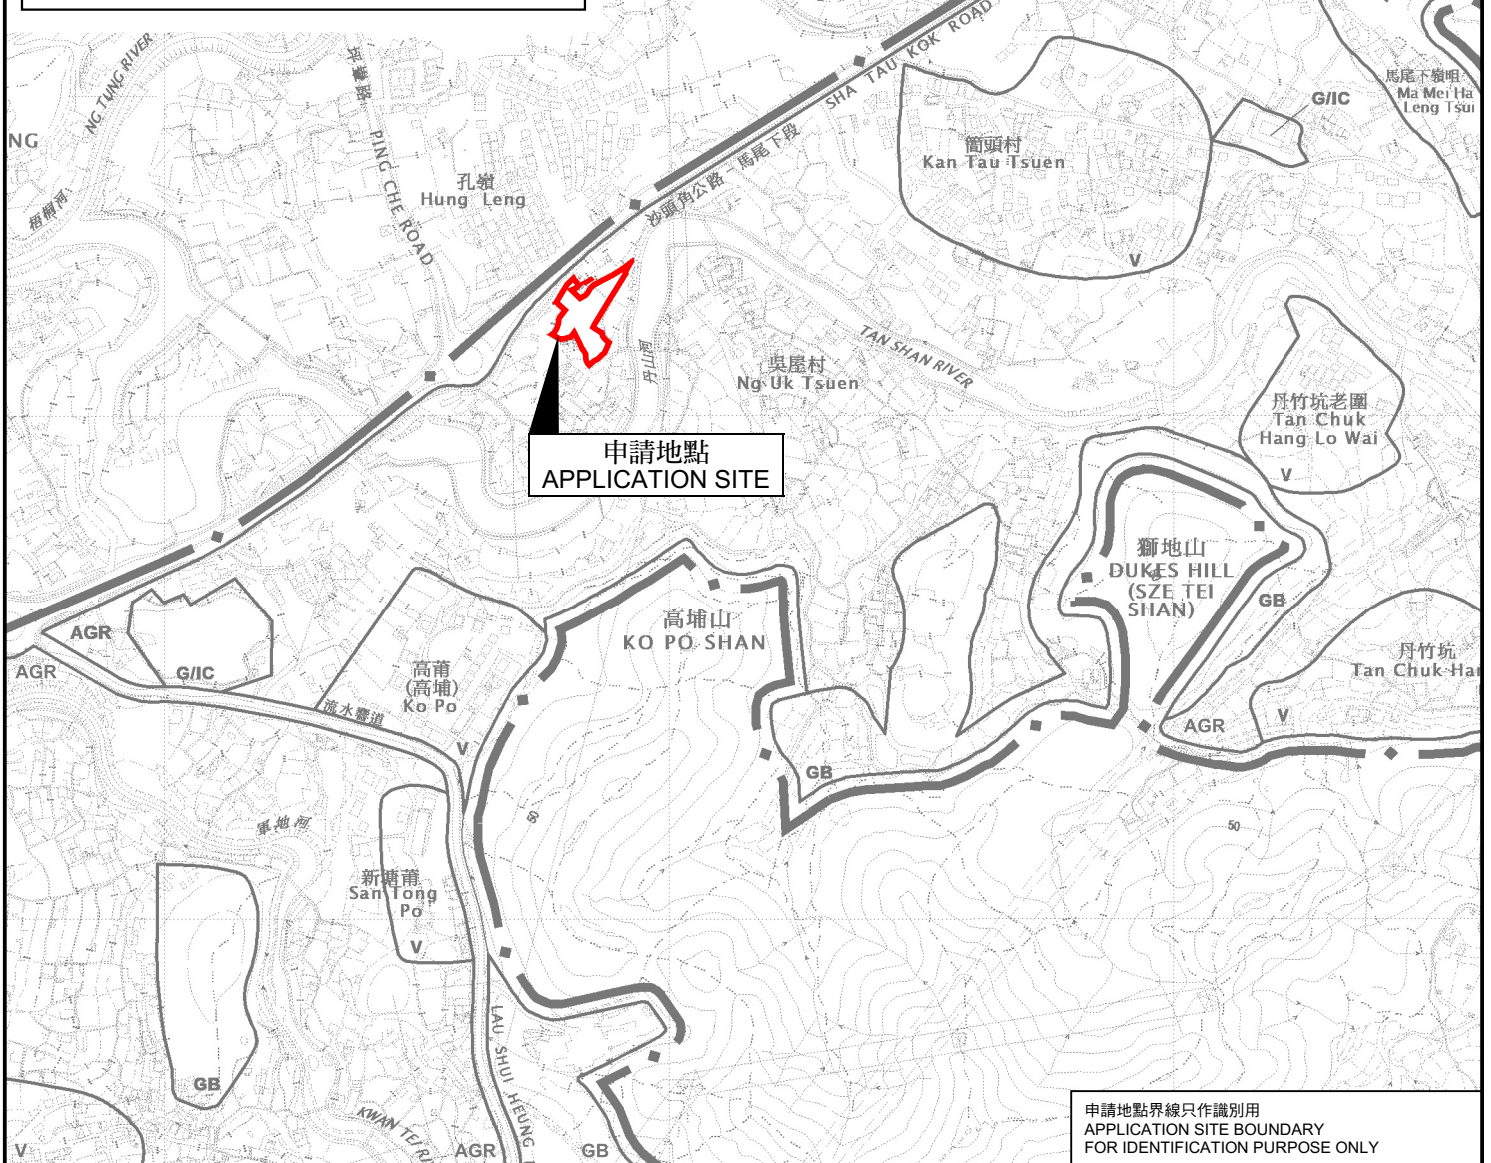 NG TUNG RIVER
梧桐河
NG
坪輋路
PING CHE ROAD
孔嶺
Hung Leng
SHA TAU KOK ROAD
沙頭角公路－馬尾下段
簡頭村
Kan Tau Tsuen
V
G/IC
馬尾下嶺咀
Ma Mei Ha
Leng Tsui
丹山河
吳屋村
Ng Uk Tsuen
TAN SHAN RIVER
申請地點
APPLICATION SITE
丹竹坑老圍
Tan Chuk
Hang Lo Wai
V
獅地山
DUKES HILL
(SZE TEI
SHAN)
GB
高埔山
KO PO SHAN
AGR
AGR
G/IC
高莆
(高埔)
Ko Po
流水響道
V
丹竹坑
Tan Chuk Han
V
AGR
GB
50
50
軍地河
新塘莆
San Tong
Po
V
GB
LAU SHUI HEUNG
KWAN TEI RI
V
AGR
GB
申請地點界線只作識別用
APPLICATION SITE BOUNDARY
FOR IDENTIFICATION PURPOSE ONLY